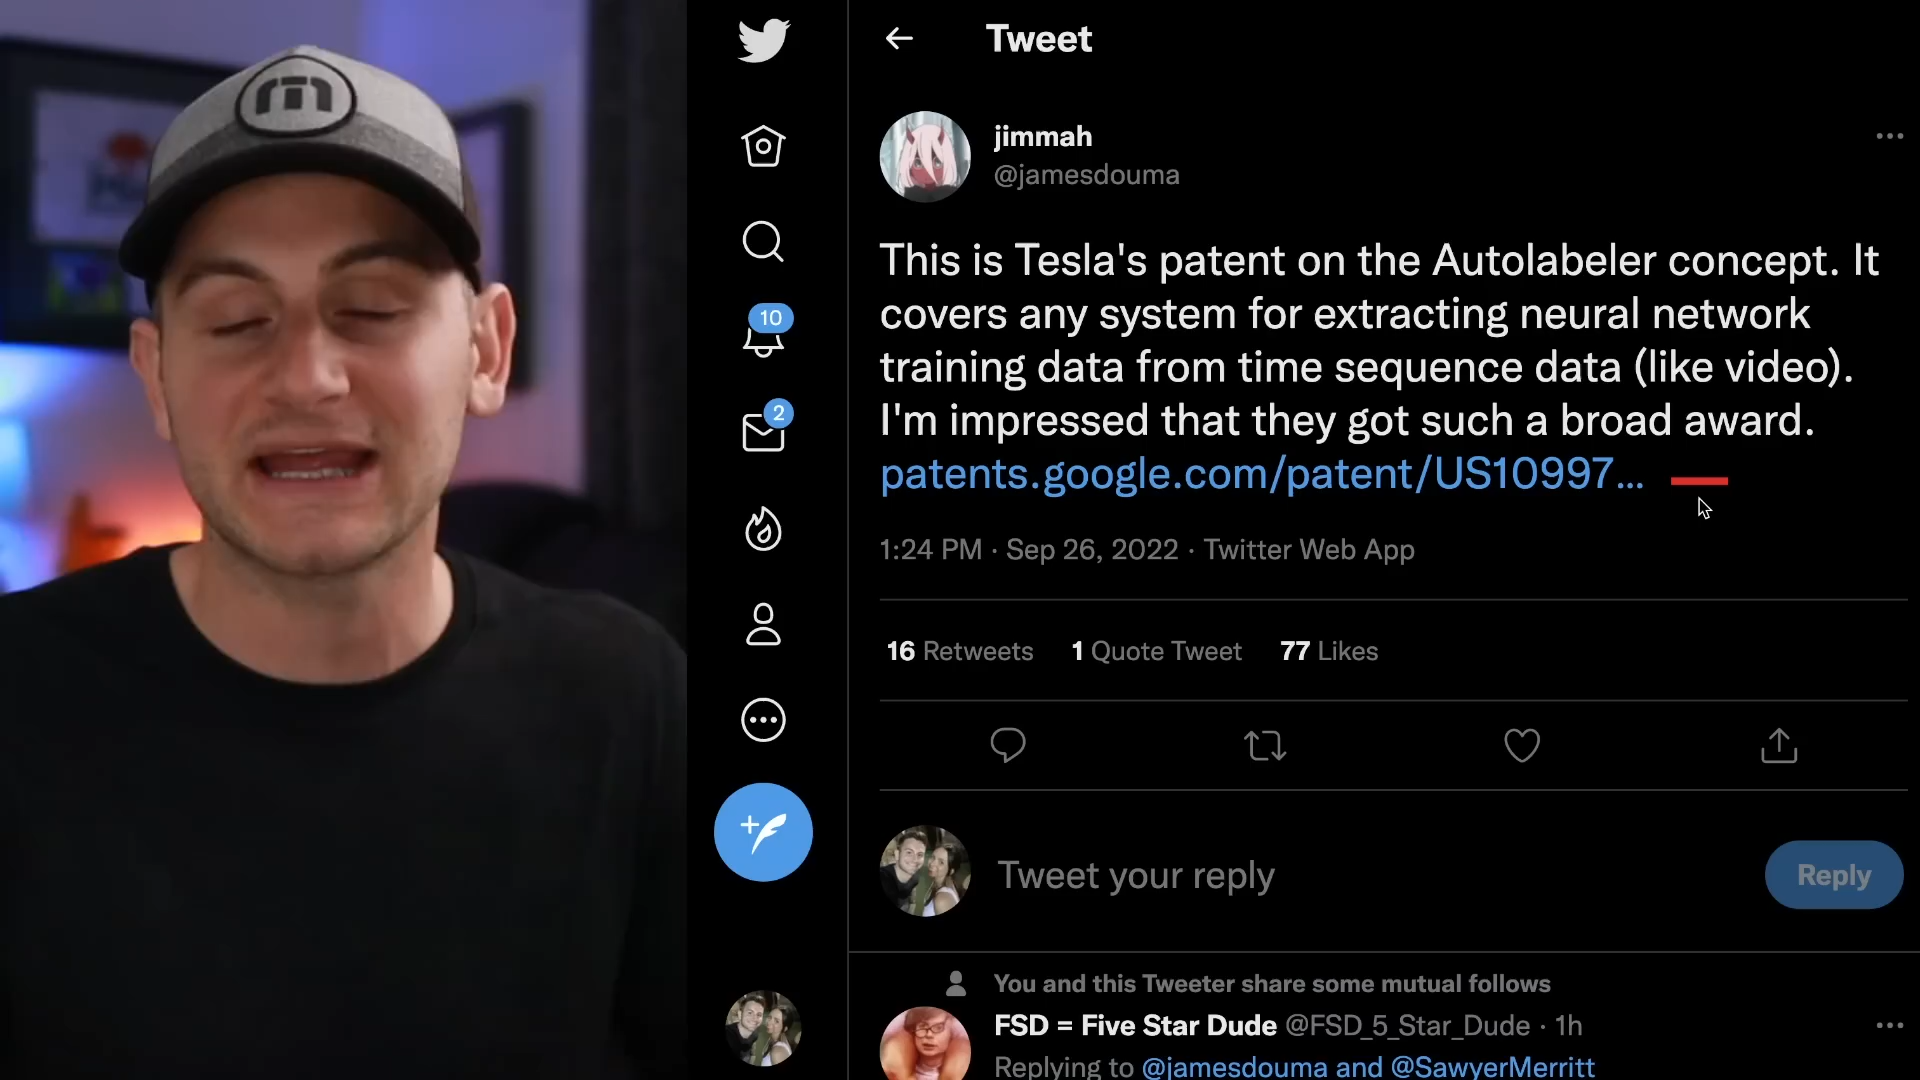 Tweet
jimmah
@jamesdouma
This is Tesla's patent on the Autolabeler concept. It
covers any system for extracting neural network
training data from time sequence data (like video).
I'm impressed that they got such a broad award.
patents.google.com/patent/US10997...
1:24 PM · Sep 26, 2022 · Twitter Web App
16 Retweets 1 Quote Tweet 77 Likes
10
2
Tweet your reply
Reply
You and this Tweeter share some mutual follows
FSD = Five Star Dude @FSD_5_Star_Dude · 1h
Replying to @jamesdouma and @SawyerMerritt